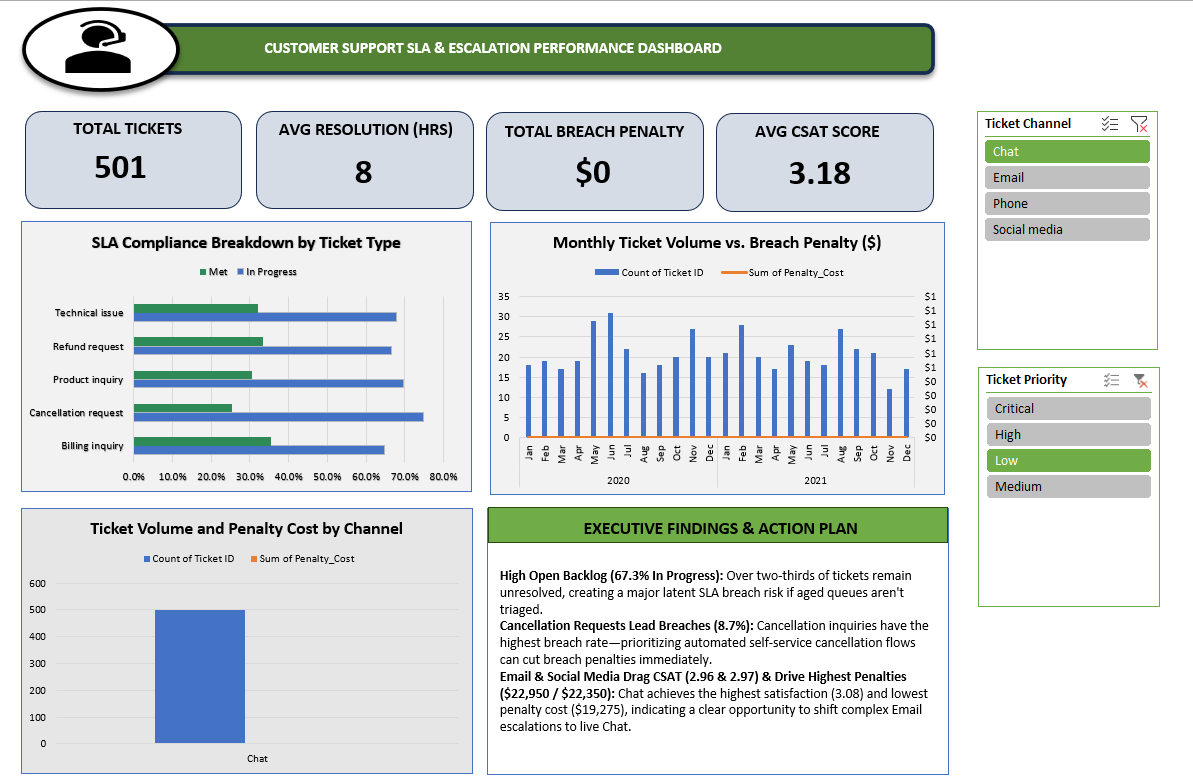 CUSTOMER SUPPORT SLA & ESCALATION PERFORMANCE DASHBOARD
TOTAL TICKETS
501
AVG RESOLUTION (HRS)
8
TOTAL BREACH PENALTY
$0
AVG CSAT SCORE
3.18
Ticket Channel
Chat
Email
Phone
Social media
SLA Compliance Breakdown by Ticket Type
Met In Progress
Technical issue
Refund request
Product inquiry
Cancellation request
Billing inquiry
0.0% 10.0% 20.0% 30.0% 40.0% 50.0% 60.0% 70.0% 80.0%
Monthly Ticket Volume vs. Breach Penalty ($)
Count of Ticket ID Sum of Penalty_Cost
35
30
25
20
15
10
5
0
$1
$1
$1
$1
$1
$1
$0
$0
$0
$0
$0
Jan Feb Mar Apr May Jun Jul Aug Sep Oct Nov Dec Jan Feb Mar Apr May Jun Jul Aug Sep Oct Nov Dec
2020 2021
Ticket Priority
Critical
High
Low
Medium
Ticket Volume and Penalty Cost by Channel
Count of Ticket ID Sum of Penalty_Cost
600
500
400
300
200
100
0
Chat
EXECUTIVE FINDINGS & ACTION PLAN
High Open Backlog (67.3% In Progress): Over two-thirds of tickets remain
unresolved, creating a major latent SLA breach risk if aged queues aren't
triaged.
Cancellation Requests Lead Breaches (8.7%): Cancellation inquiries have the
highest breach rate—prioritizing automated self-service cancellation flows
can cut breach penalties immediately.
Email & Social Media Drag CSAT (2.96 & 2.97) & Drive Highest Penalties
($22,950 / $22,350): Chat achieves the highest satisfaction (3.08) and lowest
penalty cost ($19,275), indicating a clear opportunity to shift complex Email
escalations to live Chat.